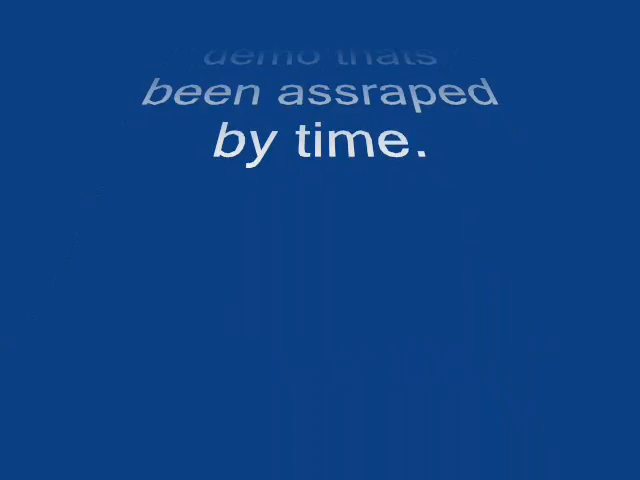 demo thats
been assraped
by time.